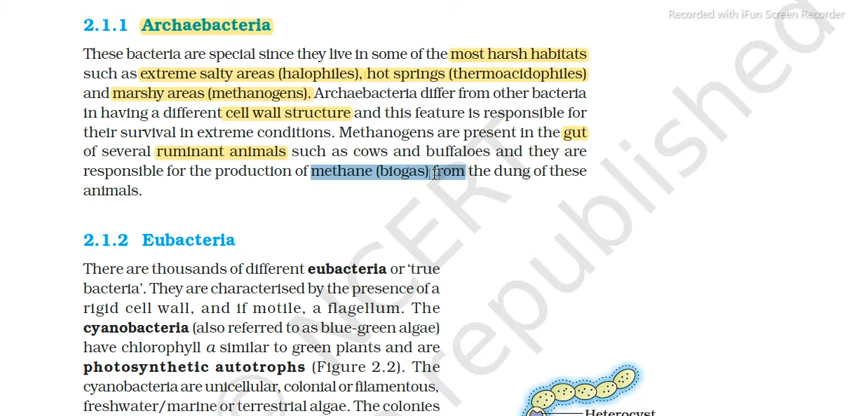 Recorded with iFun Screen Recorder
2.1.1 Archaebacteria
These bacteria are special since they live in some of the most harsh habitats
such as extreme salty areas (halophiles), hot springs (thermoacidophiles)
and marshy areas (methanogens). Archaebacteria differ from other bacteria
in having a different cell wall structure and this feature is responsible for
their survival in extreme conditions. Methanogens are present in the gut
of several ruminant animals such as cows and buffaloes and they are
responsible for the production of methane (biogas) from the dung of these
animals.
2.1.2 Eubacteria
There are thousands of different eubacteria or ‘true
bacteria’. They are characterised by the presence of a
rigid cell wall, and if motile, a flagellum. The
cyanobacteria (also referred to as blue-green algae)
have chlorophyll a similar to green plants and are
photosynthetic autotrophs (Figure 2.2). The
cyanobacteria are unicellular, colonial or filamentous,
freshwater/marine or terrestrial algae. The colonies
Heterocyst
© NCERT
republished